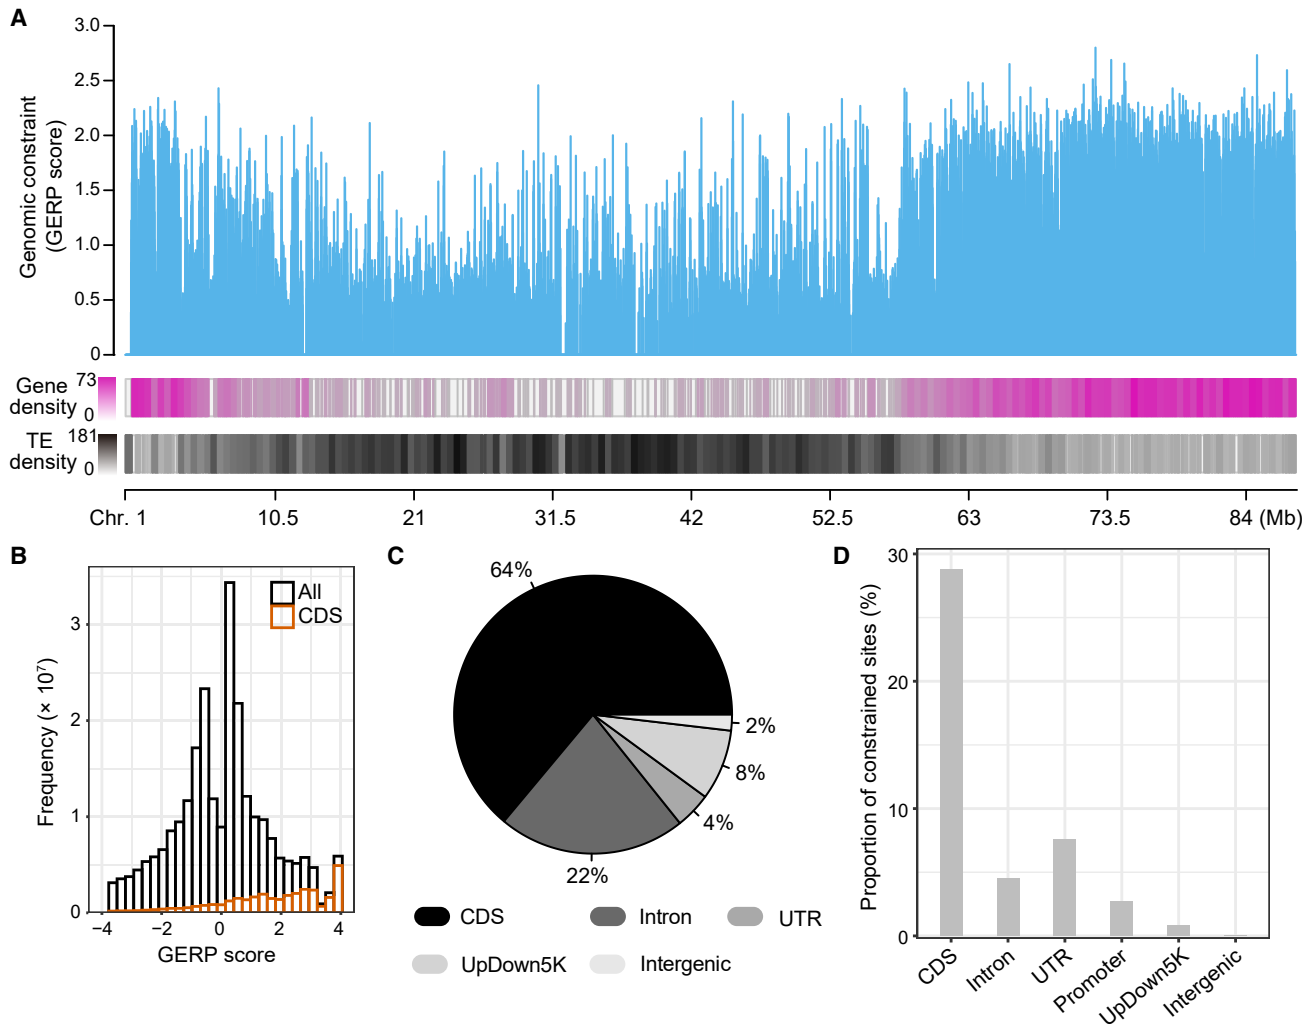 A
Genomic constraint
(GERP score)
3.0
2.5
2.0
1.5
1.0
0.5
0
Gene
density
73
0
TE
density
181
0
Chr. 1
10.5
21
31.5
42
52.5
63
73.5
84 (Mb)
B
Frequency (× 10⁷)
3
2
1
0
All
CDS
−4
−2
0
2
4
GERP score
C
64%
2%
8%
4%
22%
CDS
Intron
UTR
UpDown5K
Intergenic
D
Proportion of constrained sites (%)
30
20
10
0
CDS
Intron
UTR
Promoter
UpDown5K
Intergenic